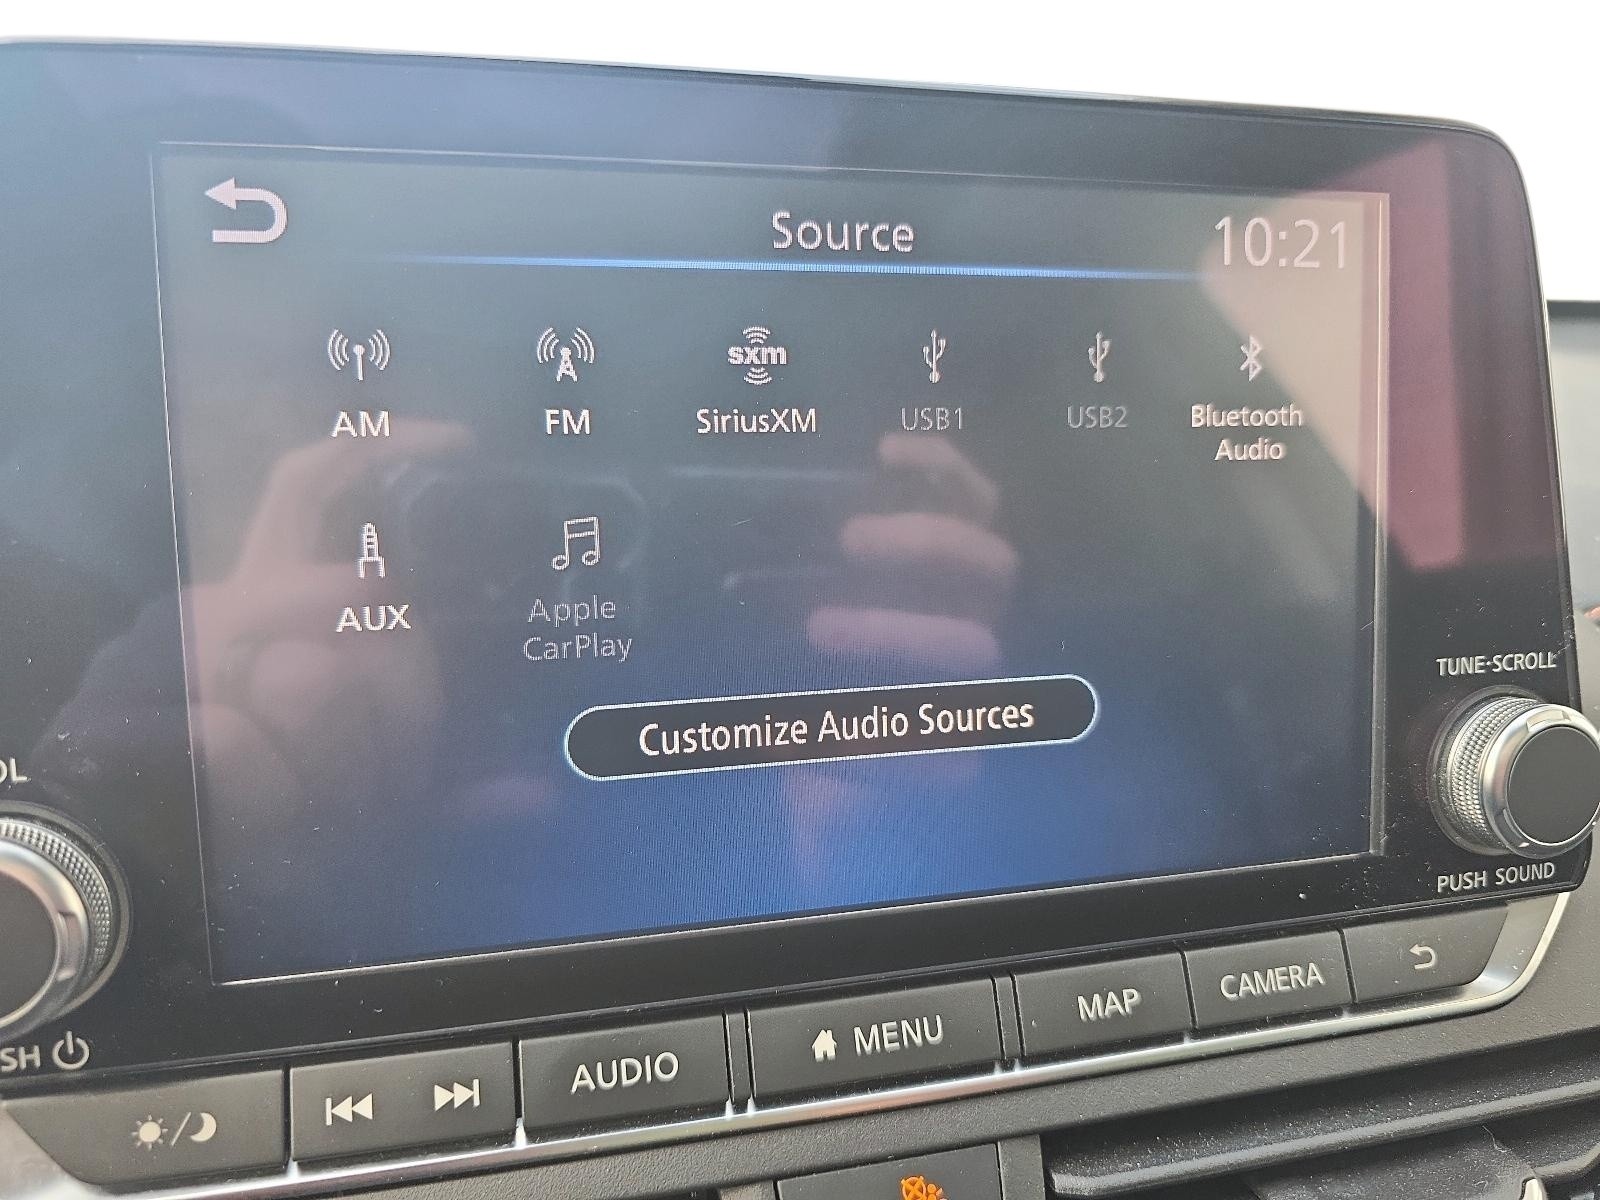 Source
10:21
AM
FM
sxm
SiriusXM
USB1
USB2
Bluetooth
Audio
AUX
Apple
CarPlay
Customize Audio Sources
TUNE·SCROLL
PUSH SOUND
OL
SH
AUDIO
MENU
MAP
CAMERA